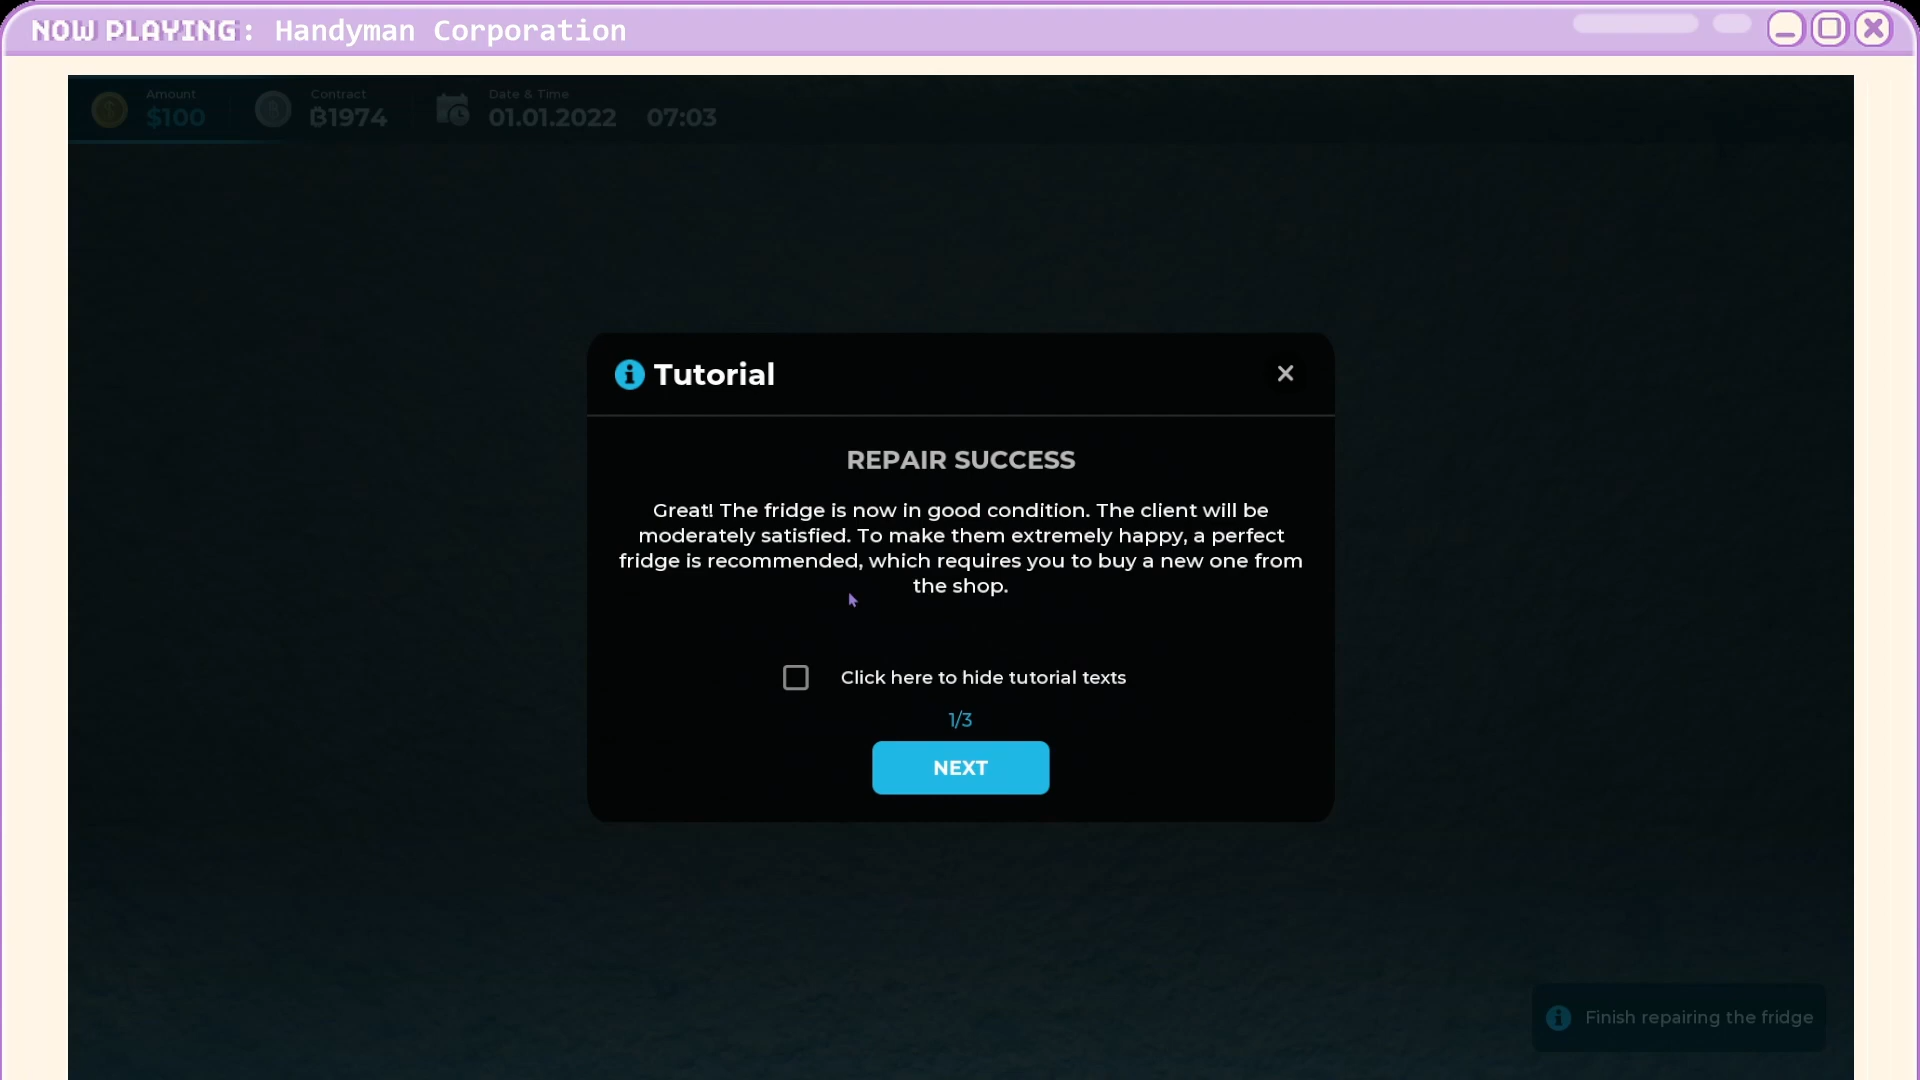 NOW PLAYING: Handyman Corporation
Amount
$100
Contract
₿1974
Date & Time
01.01.2022 07:03
Tutorial
REPAIR SUCCESS
Great! The fridge is now in good condition. The client will be
moderately satisfied. To make them extremely happy, a perfect
fridge is recommended, which requires you to buy a new one from
the shop.
Click here to hide tutorial texts
1/3
NEXT
Finish repairing the fridge